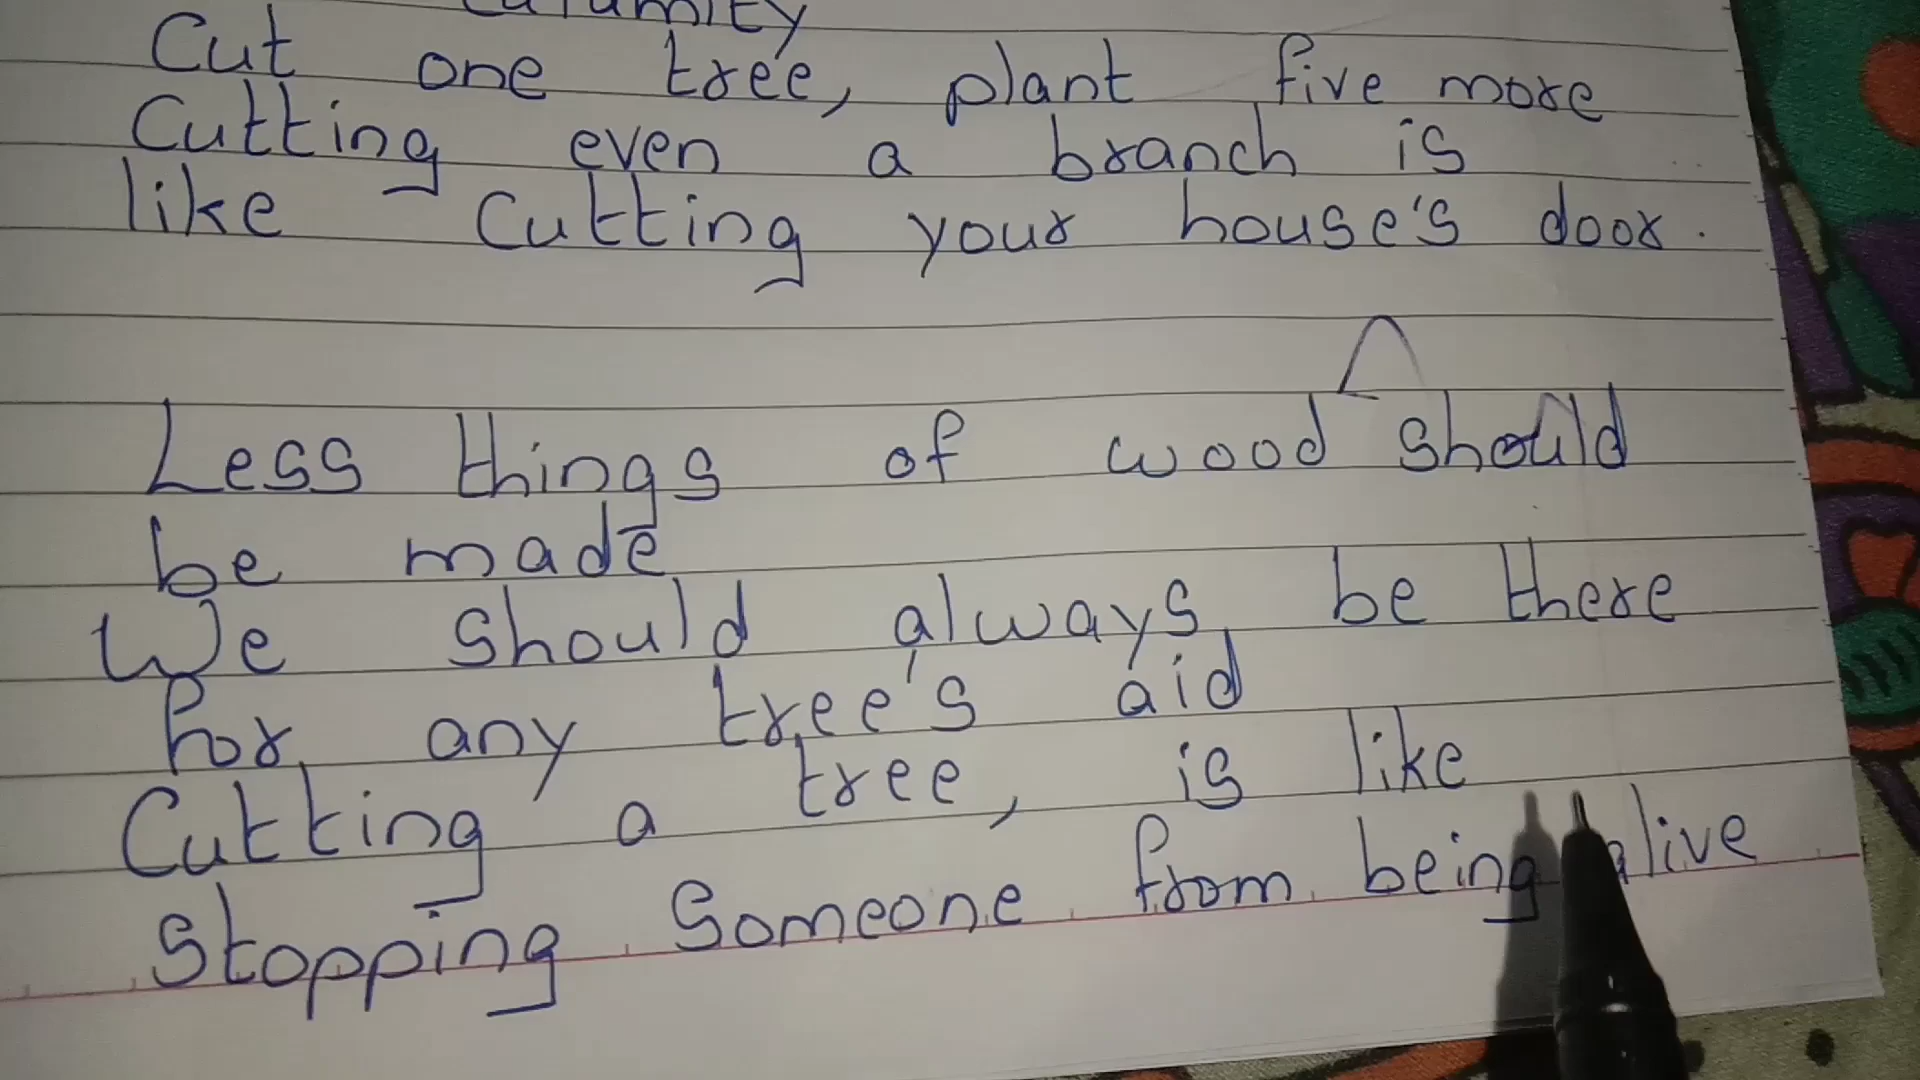 calamity
Cut one tree, plant five more
Cutting even a branch is
like cutting your house's door.
Less things of wood should
be made
We should always be there
for any tree's aid
Cutting a tree, is like
stopping someone from being alive